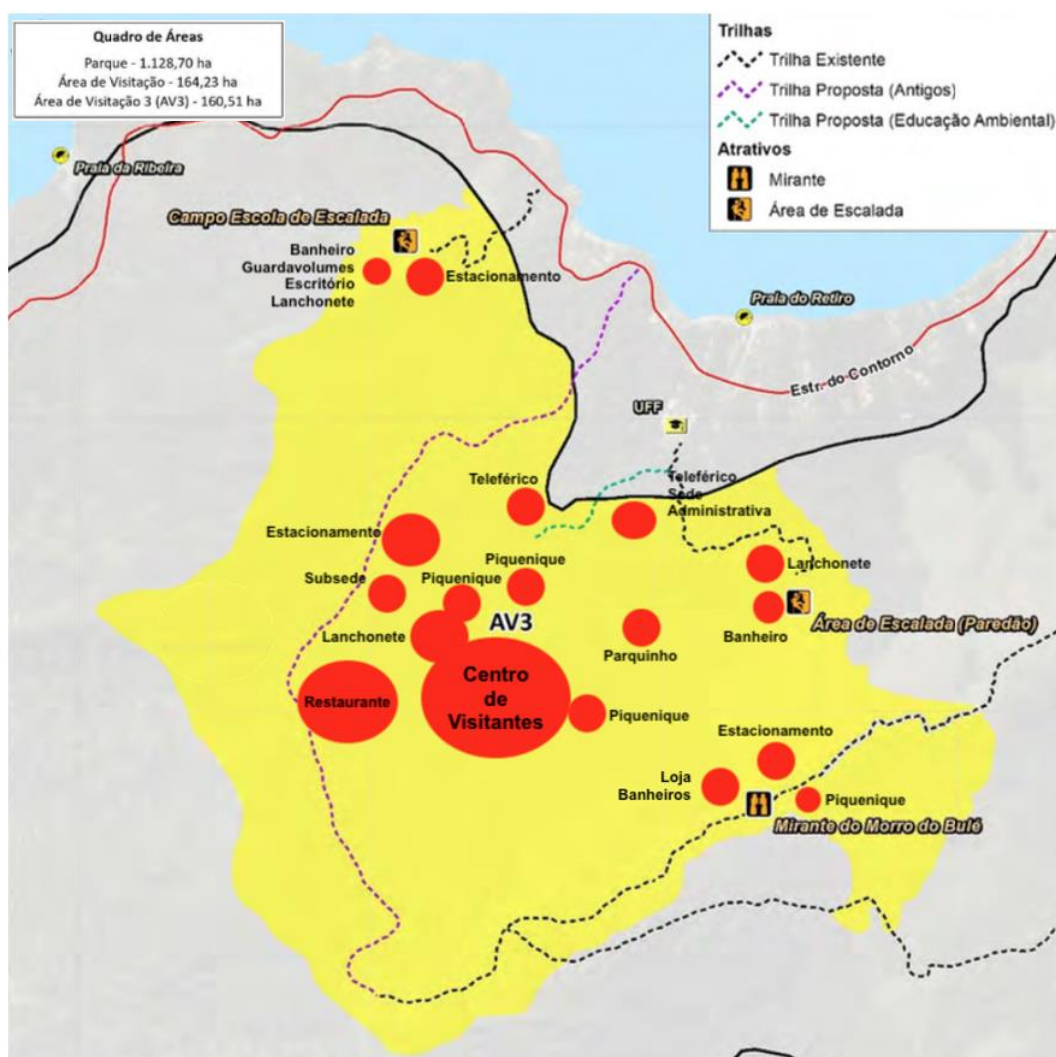 Quadro de Áreas
Parque - 1.128,70 ha
Área de Visitação - 164,23 ha
Área de Visitação 3 (AV3) - 160,51 ha
Trilhas
Trilha Existente
Trilha Proposta (Antigos)
Trilha Proposta (Educação Ambiental)
Atrativos
Mirante
Área de Escalada
Praia da Ribeira
Campo Escola de Escalada
Banheiro
Guardavolumes
Escritório
Lanchonete
Estacionamento
Praia do Retiro
Estr. do Contorno
UFF
Teleférico
Teleférico
Sede
Administrativa
Estacionamento
Piquenique
Subsede
Piquenique
Lanchonete
Lanchonete
AV3
Banheiro
Área de Escalada (Paredão)
Parquinho
Centro
de
Visitantes
Restaurante
Piquenique
Estacionamento
Loja
Banheiros
Piquenique
Mirante do Morro do Bulé